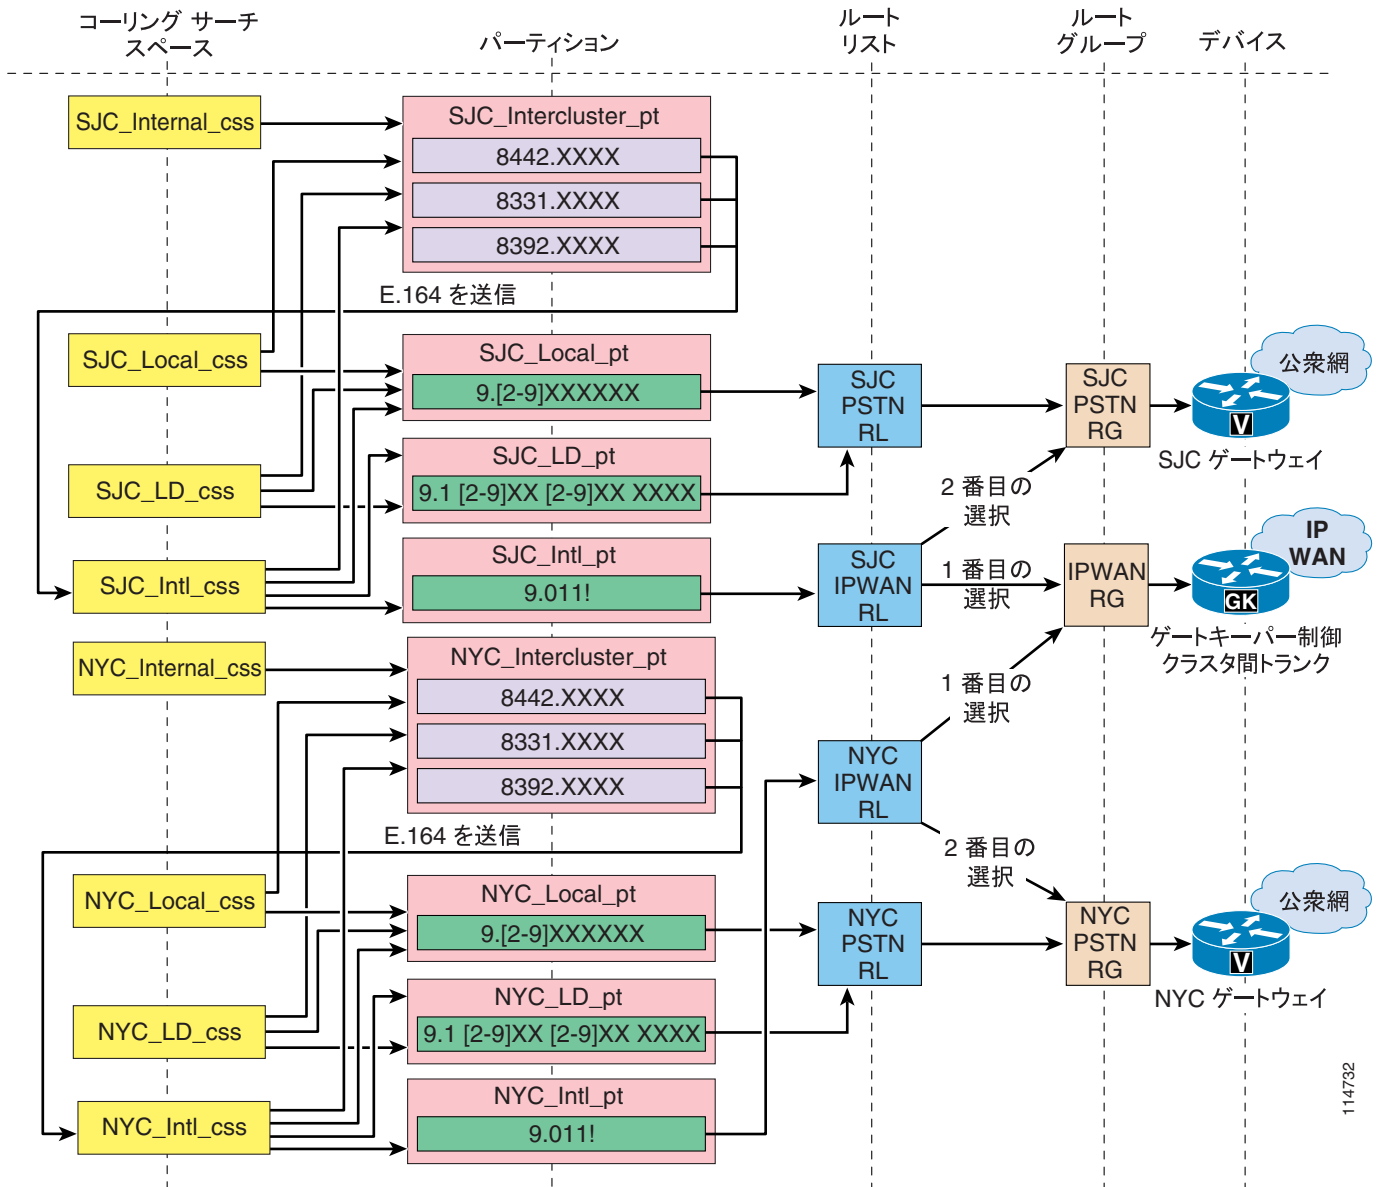 コーリング サーチ
スペース
パーティション
ルート
リスト
ルート
グループ
デバイス
SJC_Internal_css
SJC_Intercluster_pt
8442.XXXX
8331.XXXX
8392.XXXX
E.164 を送信
SJC_Local_css
SJC_Local_pt
9.[2-9]XXXXXX
SJC_LD_css
SJC_LD_pt
9.1 [2-9]XX [2-9]XX XXXX
SJC_Intl_css
SJC_Intl_pt
9.011!
SJC
PSTN
RL
SJC
PSTN
RG
公衆網
V
SJC ゲートウェイ
2 番目の
選択
SJC
IPWAN
RL
1 番目の
選択
IPWAN
RG
IP
WAN
GK
ゲートキーパー制御
クラスタ間トランク
NYC_Internal_css
NYC_Intercluster_pt
8442.XXXX
8331.XXXX
8392.XXXX
E.164 を送信
1 番目の
選択
NYC
IPWAN
RL
2 番目の
選択
NYC_Local_css
NYC_Local_pt
9.[2-9]XXXXXX
NYC_LD_css
NYC_LD_pt
9.1 [2-9]XX [2-9]XX XXXX
NYC_Intl_css
NYC_Intl_pt
9.011!
NYC
PSTN
RL
NYC
PSTN
RG
公衆網
V
NYC ゲートウェイ
114732